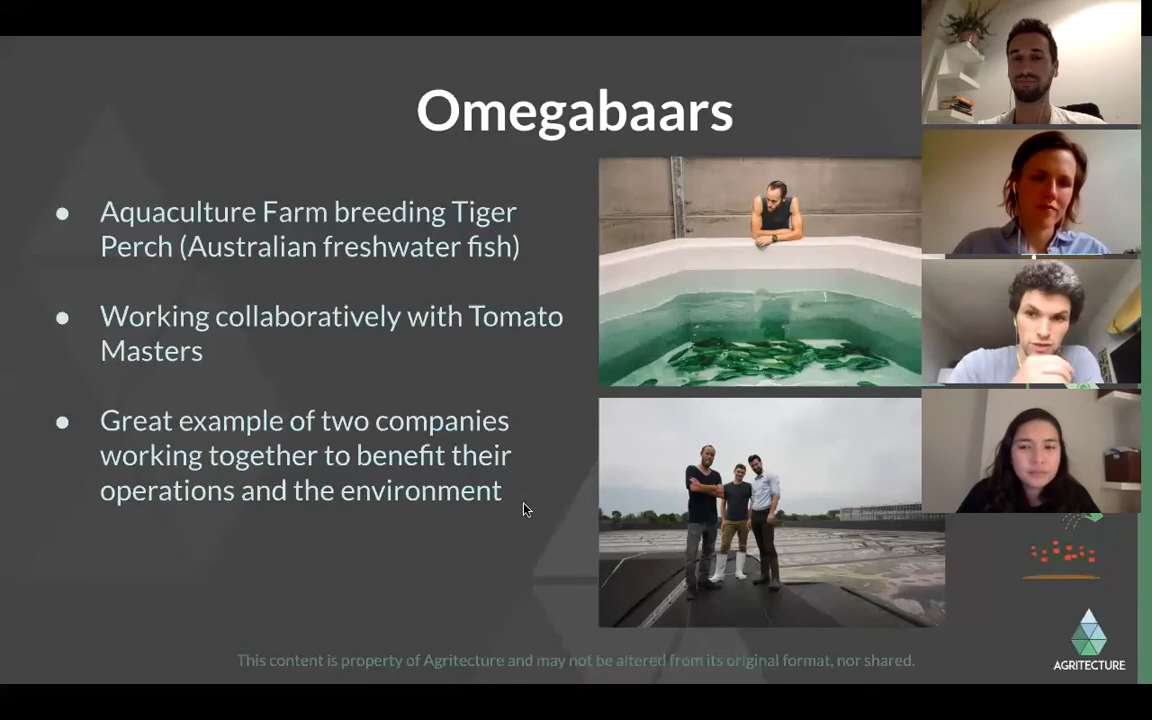 Omegabaars
● Aquaculture Farm breeding Tiger
Perch (Australian freshwater fish)
● Working collaboratively with Tomato
Masters
● Great example of two companies
working together to benefit their
operations and the environment
This content is property of Agritecture and may not be altered from its original format, nor shared.
AGRITECTURE